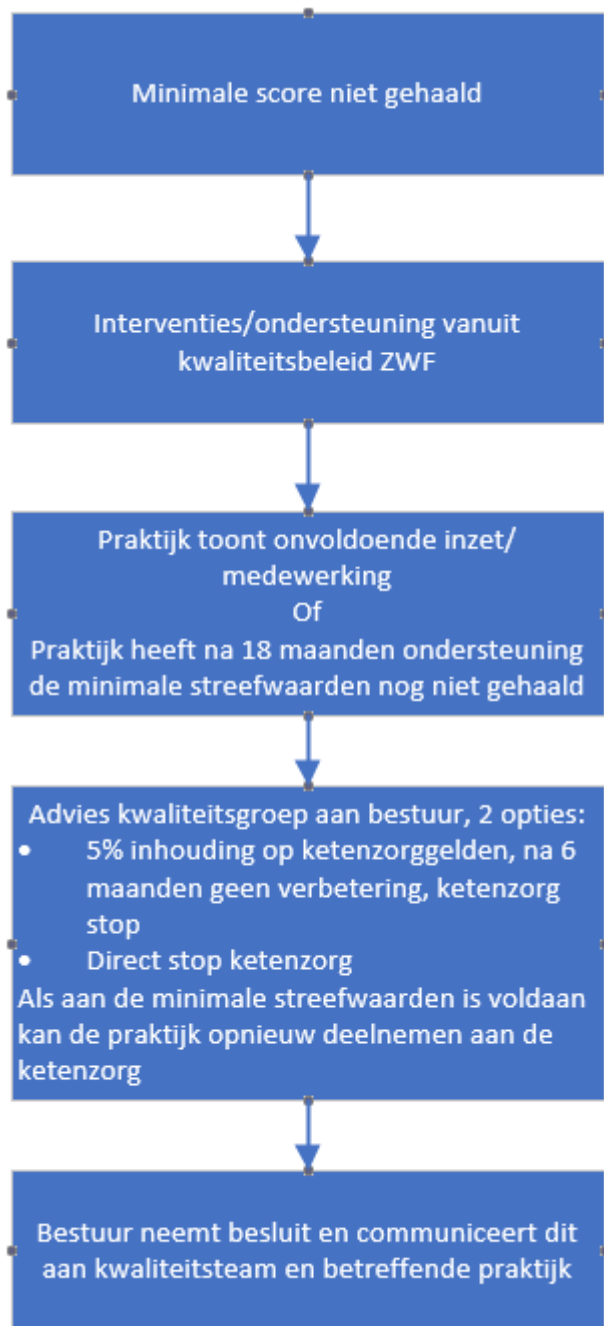 Minimale score niet gehaald
Interventies/ondersteuning vanuit
kwaliteitsbeleid ZWF
Praktijk toont onvoldoende inzet/
medewerking
Of
Praktijk heeft na 18 maanden ondersteuning
de minimale streefwaarden nog niet gehaald
Advies kwaliteitsgroep aan bestuur, 2 opties:
• 5% inhouding op ketenzorggelden, na 6
maanden geen verbetering, ketenzorg
stop
• Direct stop ketenzorg
Als aan de minimale streefwaarden is voldaan
kan de praktijk opnieuw deelnemen aan de
ketenzorg
Bestuur neemt besluit en communiceert dit
aan kwaliteitsteam en betreffende praktijk